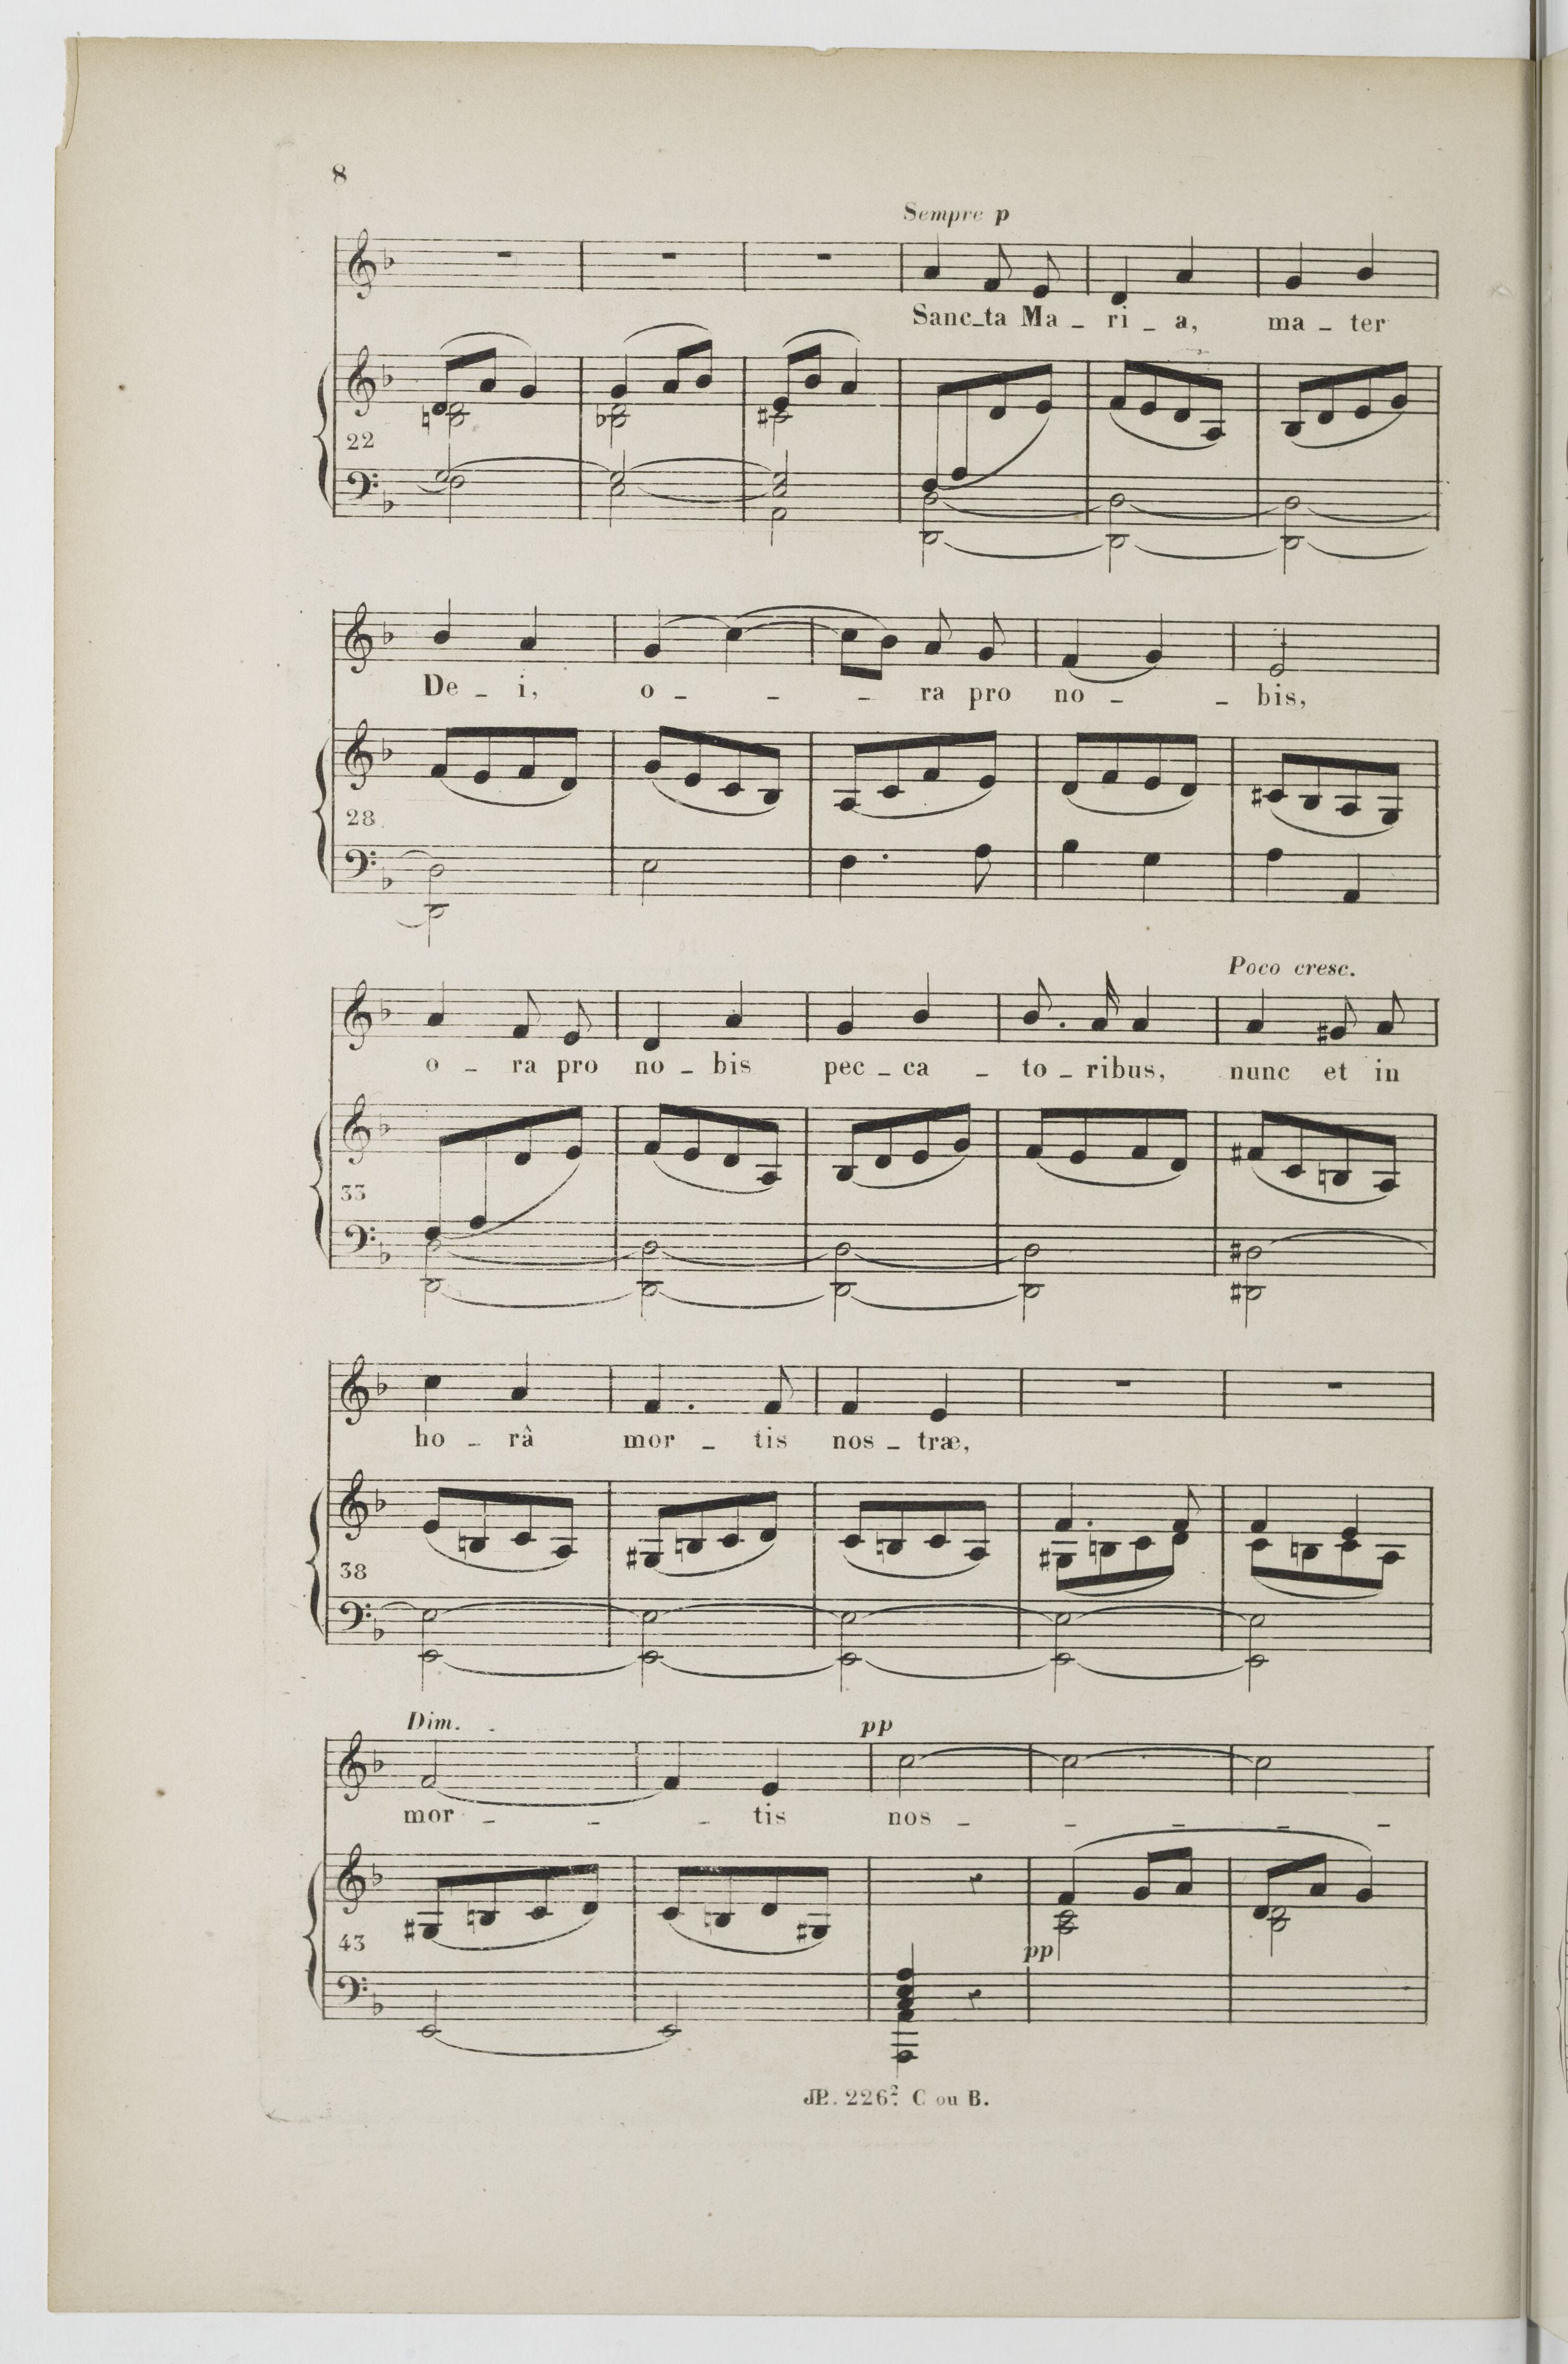 8
Sempre p
Sanc_ta Ma _ ri _ a, ma _ ter
22
De _ i, o _ _ _ ra pro no _ _ bis,
28
Poco cresc.
o _ ra pro no _ bis pec _ ca _ to _ ribus, nunc et in
33
ho _ râ mor _ tis nos _ træ,
38
Dim. pp
mor _ _ _ tis nos _ _ _ _ _
43
pp
JP. 226². C ou B.